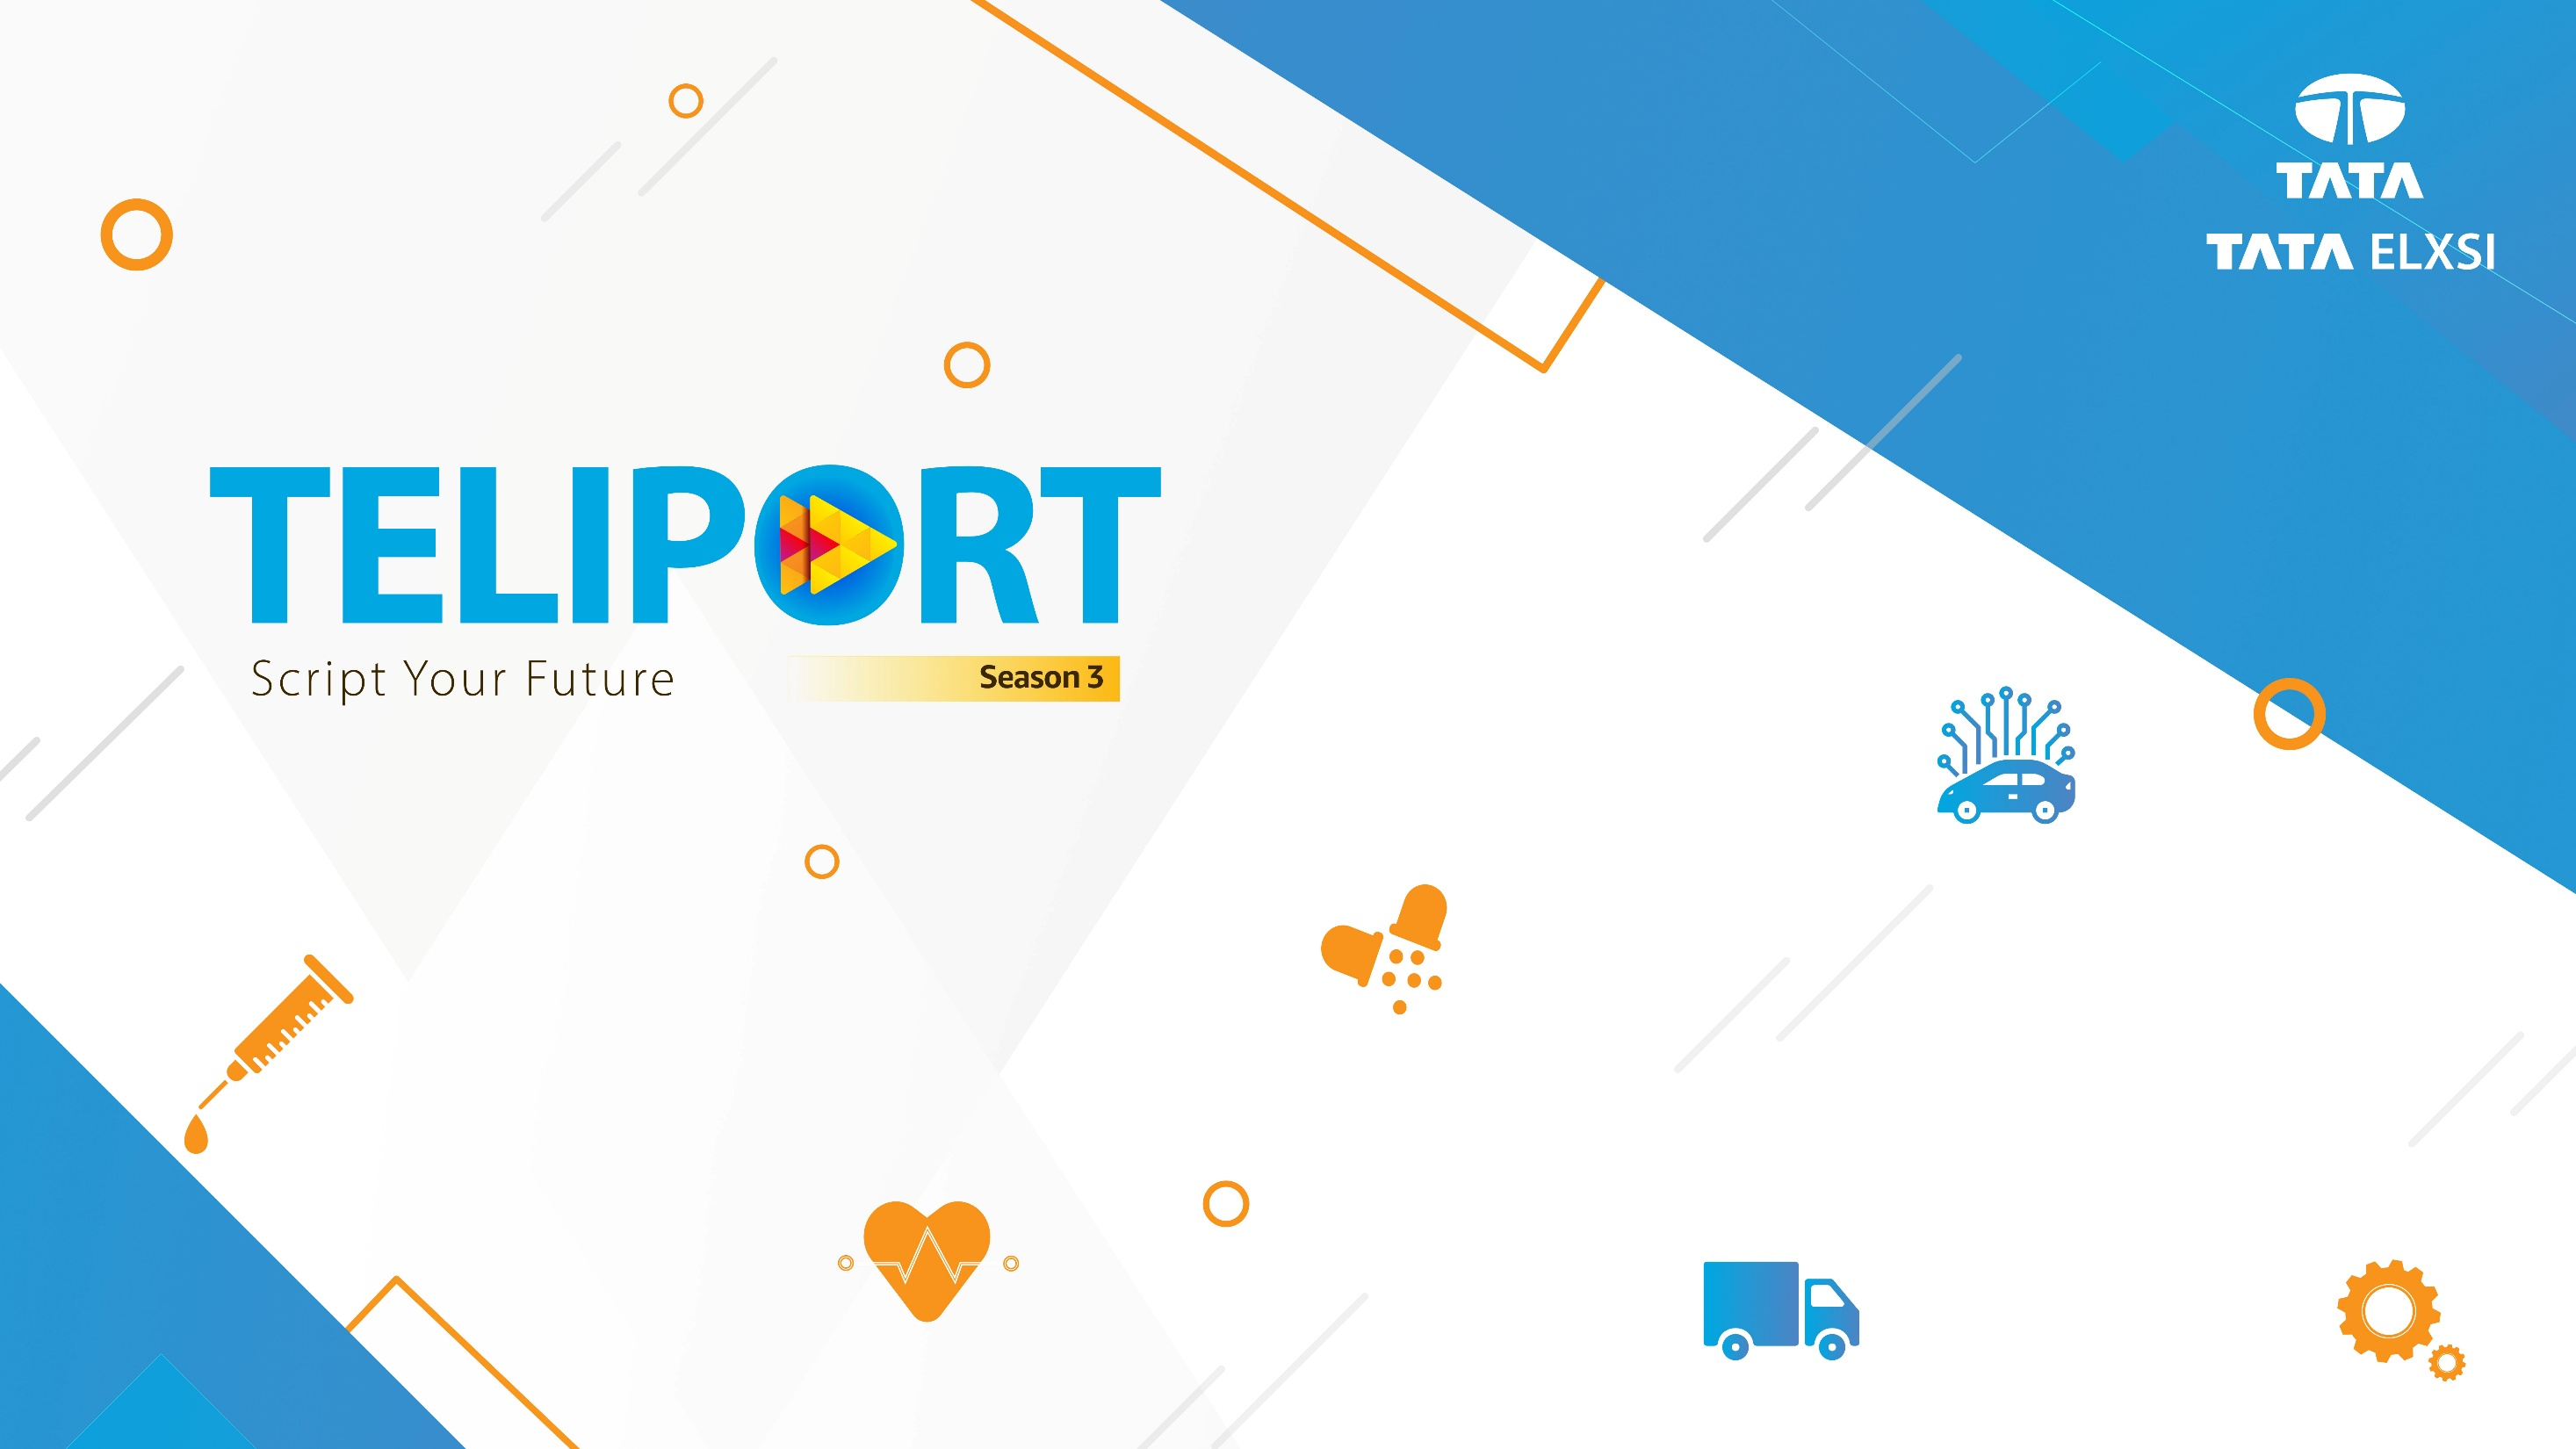 TATA
TATA ELXSI
TELIPORT
Script Your Future
Season 3